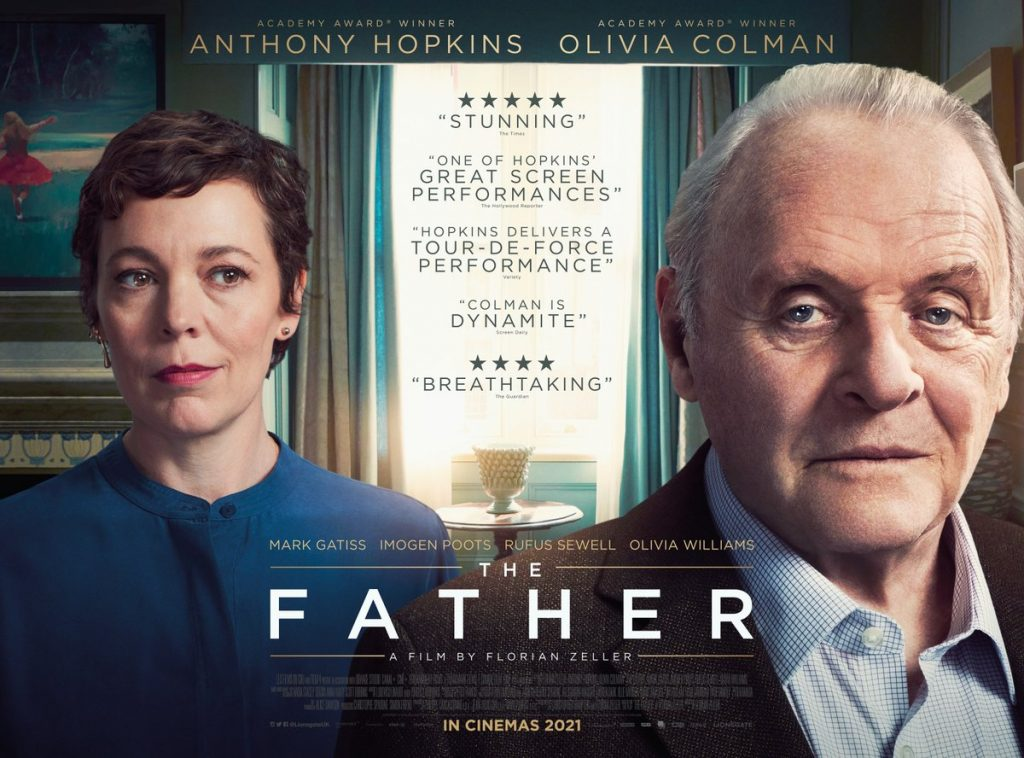 ACADEMY AWARD® WINNER
ANTHONY HOPKINS
ACADEMY AWARD® WINNER
OLIVIA COLMAN
★★★★★
“STUNNING”
The Times
“ONE OF HOPKINS’
GREAT SCREEN
PERFORMANCES”
The Hollywood Reporter
“HOPKINS DELIVERS A
TOUR-DE-FORCE
PERFORMANCE”
Variety
“COLMAN IS
DYNAMITE”
Screen Daily
★★★★
“BREATHTAKING”
The Guardian
MARK GATISS IMOGEN POOTS RUFUS SEWELL OLIVIA WILLIAMS
THE
FATHER
A FILM BY FLORIAN ZELLER
@LionsgateUK
IN CINEMAS 2021
LIONSGATE